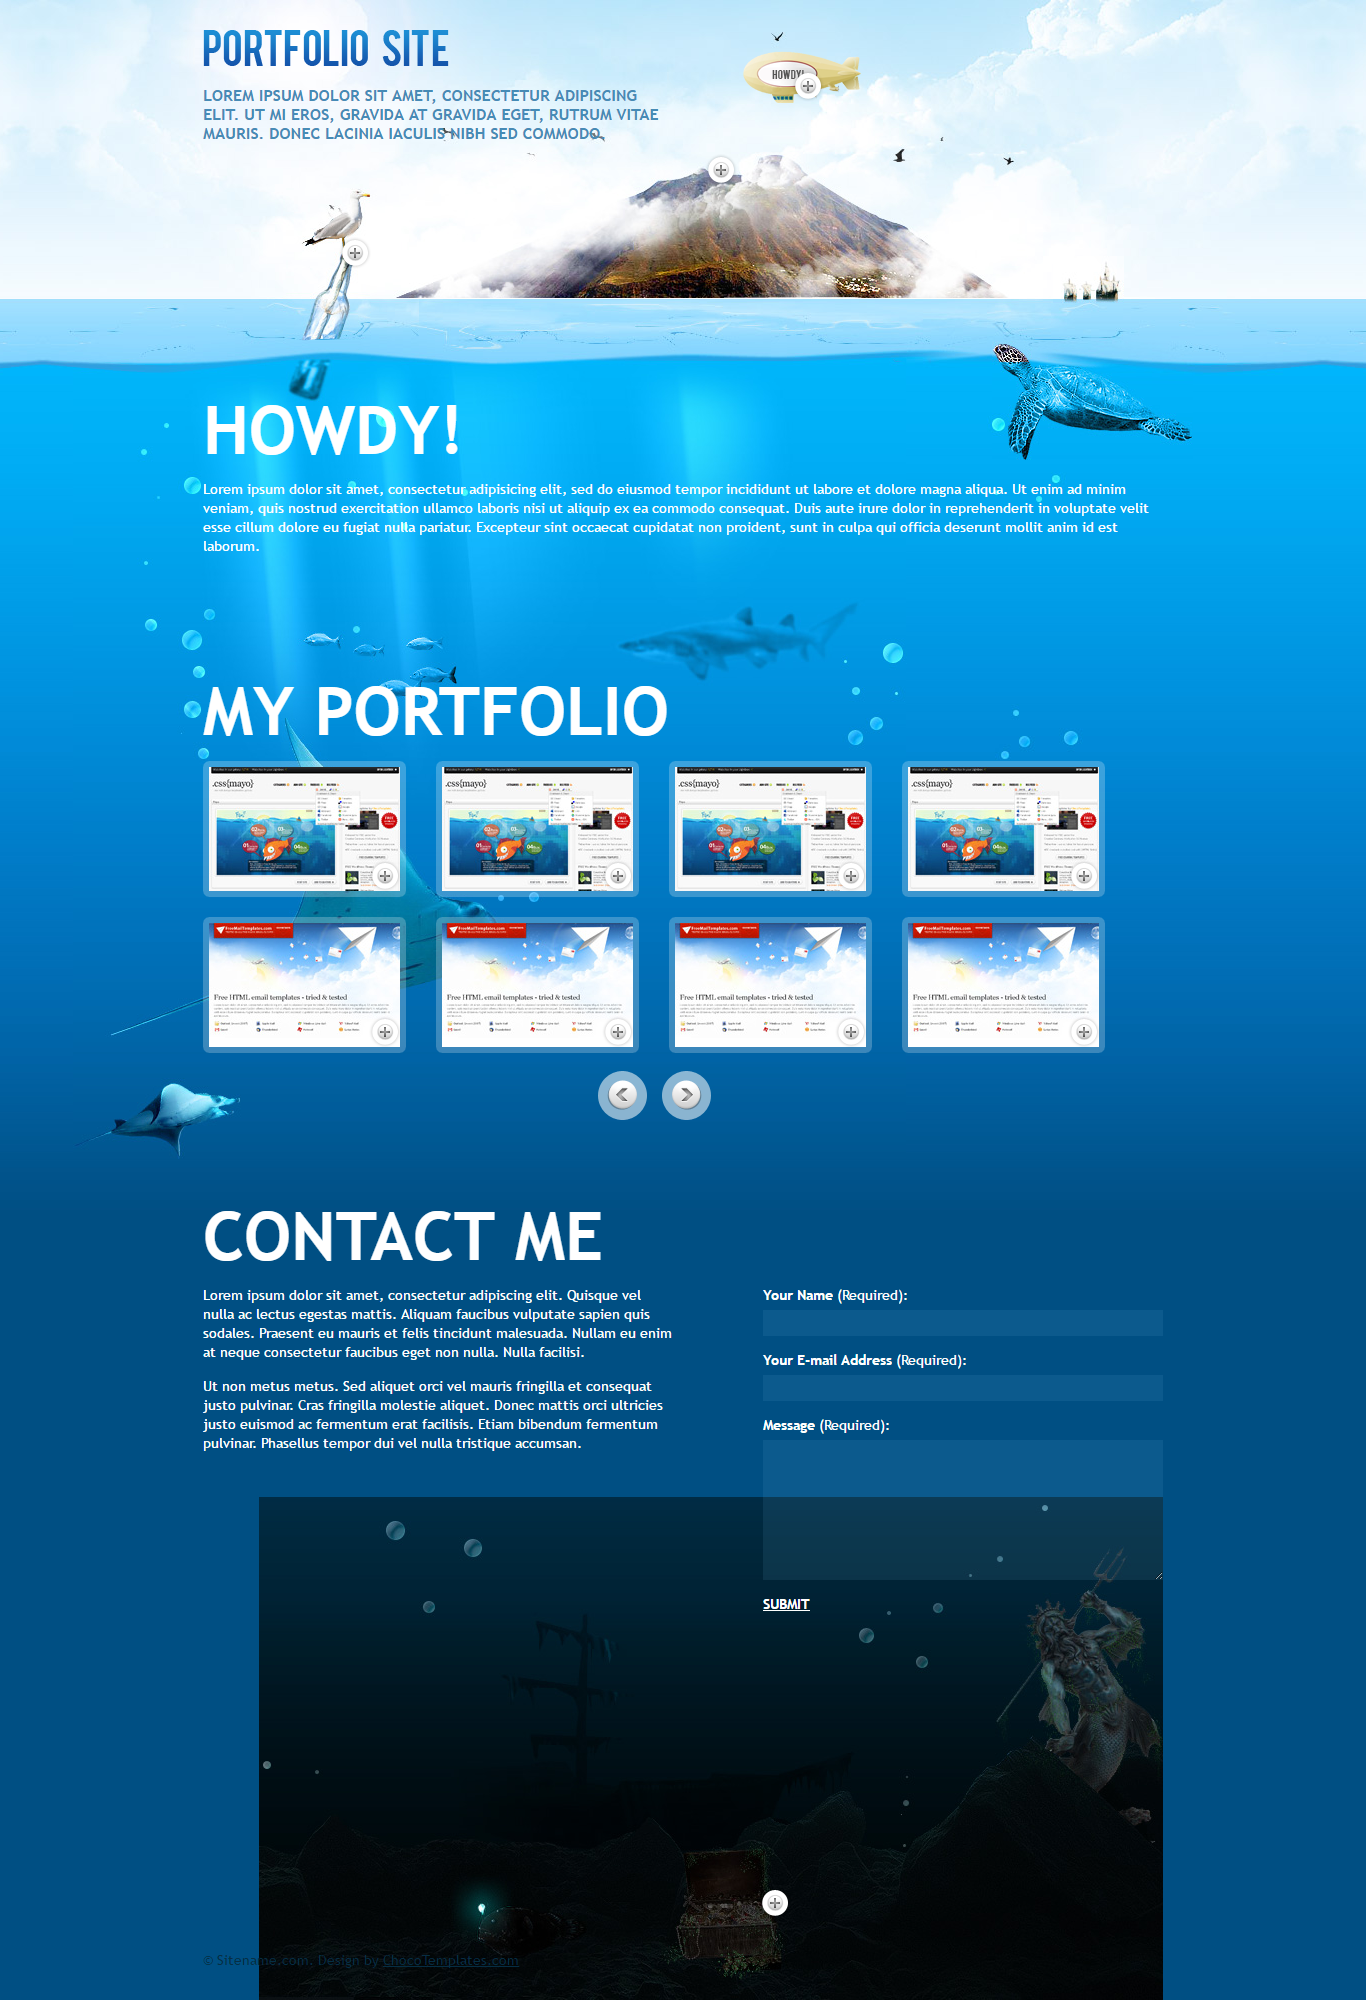 PORTFOLIO SITE
HOWDY!
LOREM IPSUM DOLOR SIT AMET, CONSECTETUR ADIPISCING
ELIT. UT MI EROS, GRAVIDA AT GRAVIDA EGET, RUTRUM VITAE
MAURIS. DONEC LACINIA IACULIS NIBH SED COMMODO.
HOWDY!
Lorem ipsum dolor sit amet, consectetur adipisicing elit, sed do eiusmod tempor incididunt ut labore et dolore magna aliqua. Ut enim ad minim
veniam, quis nostrud exercitation ullamco laboris nisi ut aliquip ex ea commodo consequat. Duis aute irure dolor in reprehenderit in voluptate velit
esse cillum dolore eu fugiat nulla pariatur. Excepteur sint occaecat cupidatat non proident, sunt in culpa qui officia deserunt mollit anim id est
laborum.
MY PORTFOLIO
.css{mayo}
.css{mayo}
.css{mayo}
.css{mayo}
FreeMailTemplates.com
Free HTML email templates - tried & tested
FreeMailTemplates.com
Free HTML email templates - tried & tested
FreeMailTemplates.com
Free HTML email templates - tried & tested
FreeMailTemplates.com
Free HTML email templates - tried & tested
CONTACT ME
Lorem ipsum dolor sit amet, consectetur adipiscing elit. Quisque vel
nulla ac lectus egestas mattis. Aliquam faucibus vulputate sapien quis
sodales. Praesent eu mauris et felis tincidunt malesuada. Nullam eu enim
at neque consectetur faucibus eget non nulla. Nulla facilisi.
Ut non metus metus. Sed aliquet orci vel mauris fringilla et consequat
justo pulvinar. Cras fringilla molestie aliquet. Donec mattis orci ultricies
justo euismod ac fermentum erat facilisis. Etiam bibendum fermentum
pulvinar. Phasellus tempor dui vel nulla tristique accumsan.
Your Name (Required):
Your E-mail Address (Required):
Message (Required):
SUBMIT
© Sitename.com. Design by ChocoTemplates.com